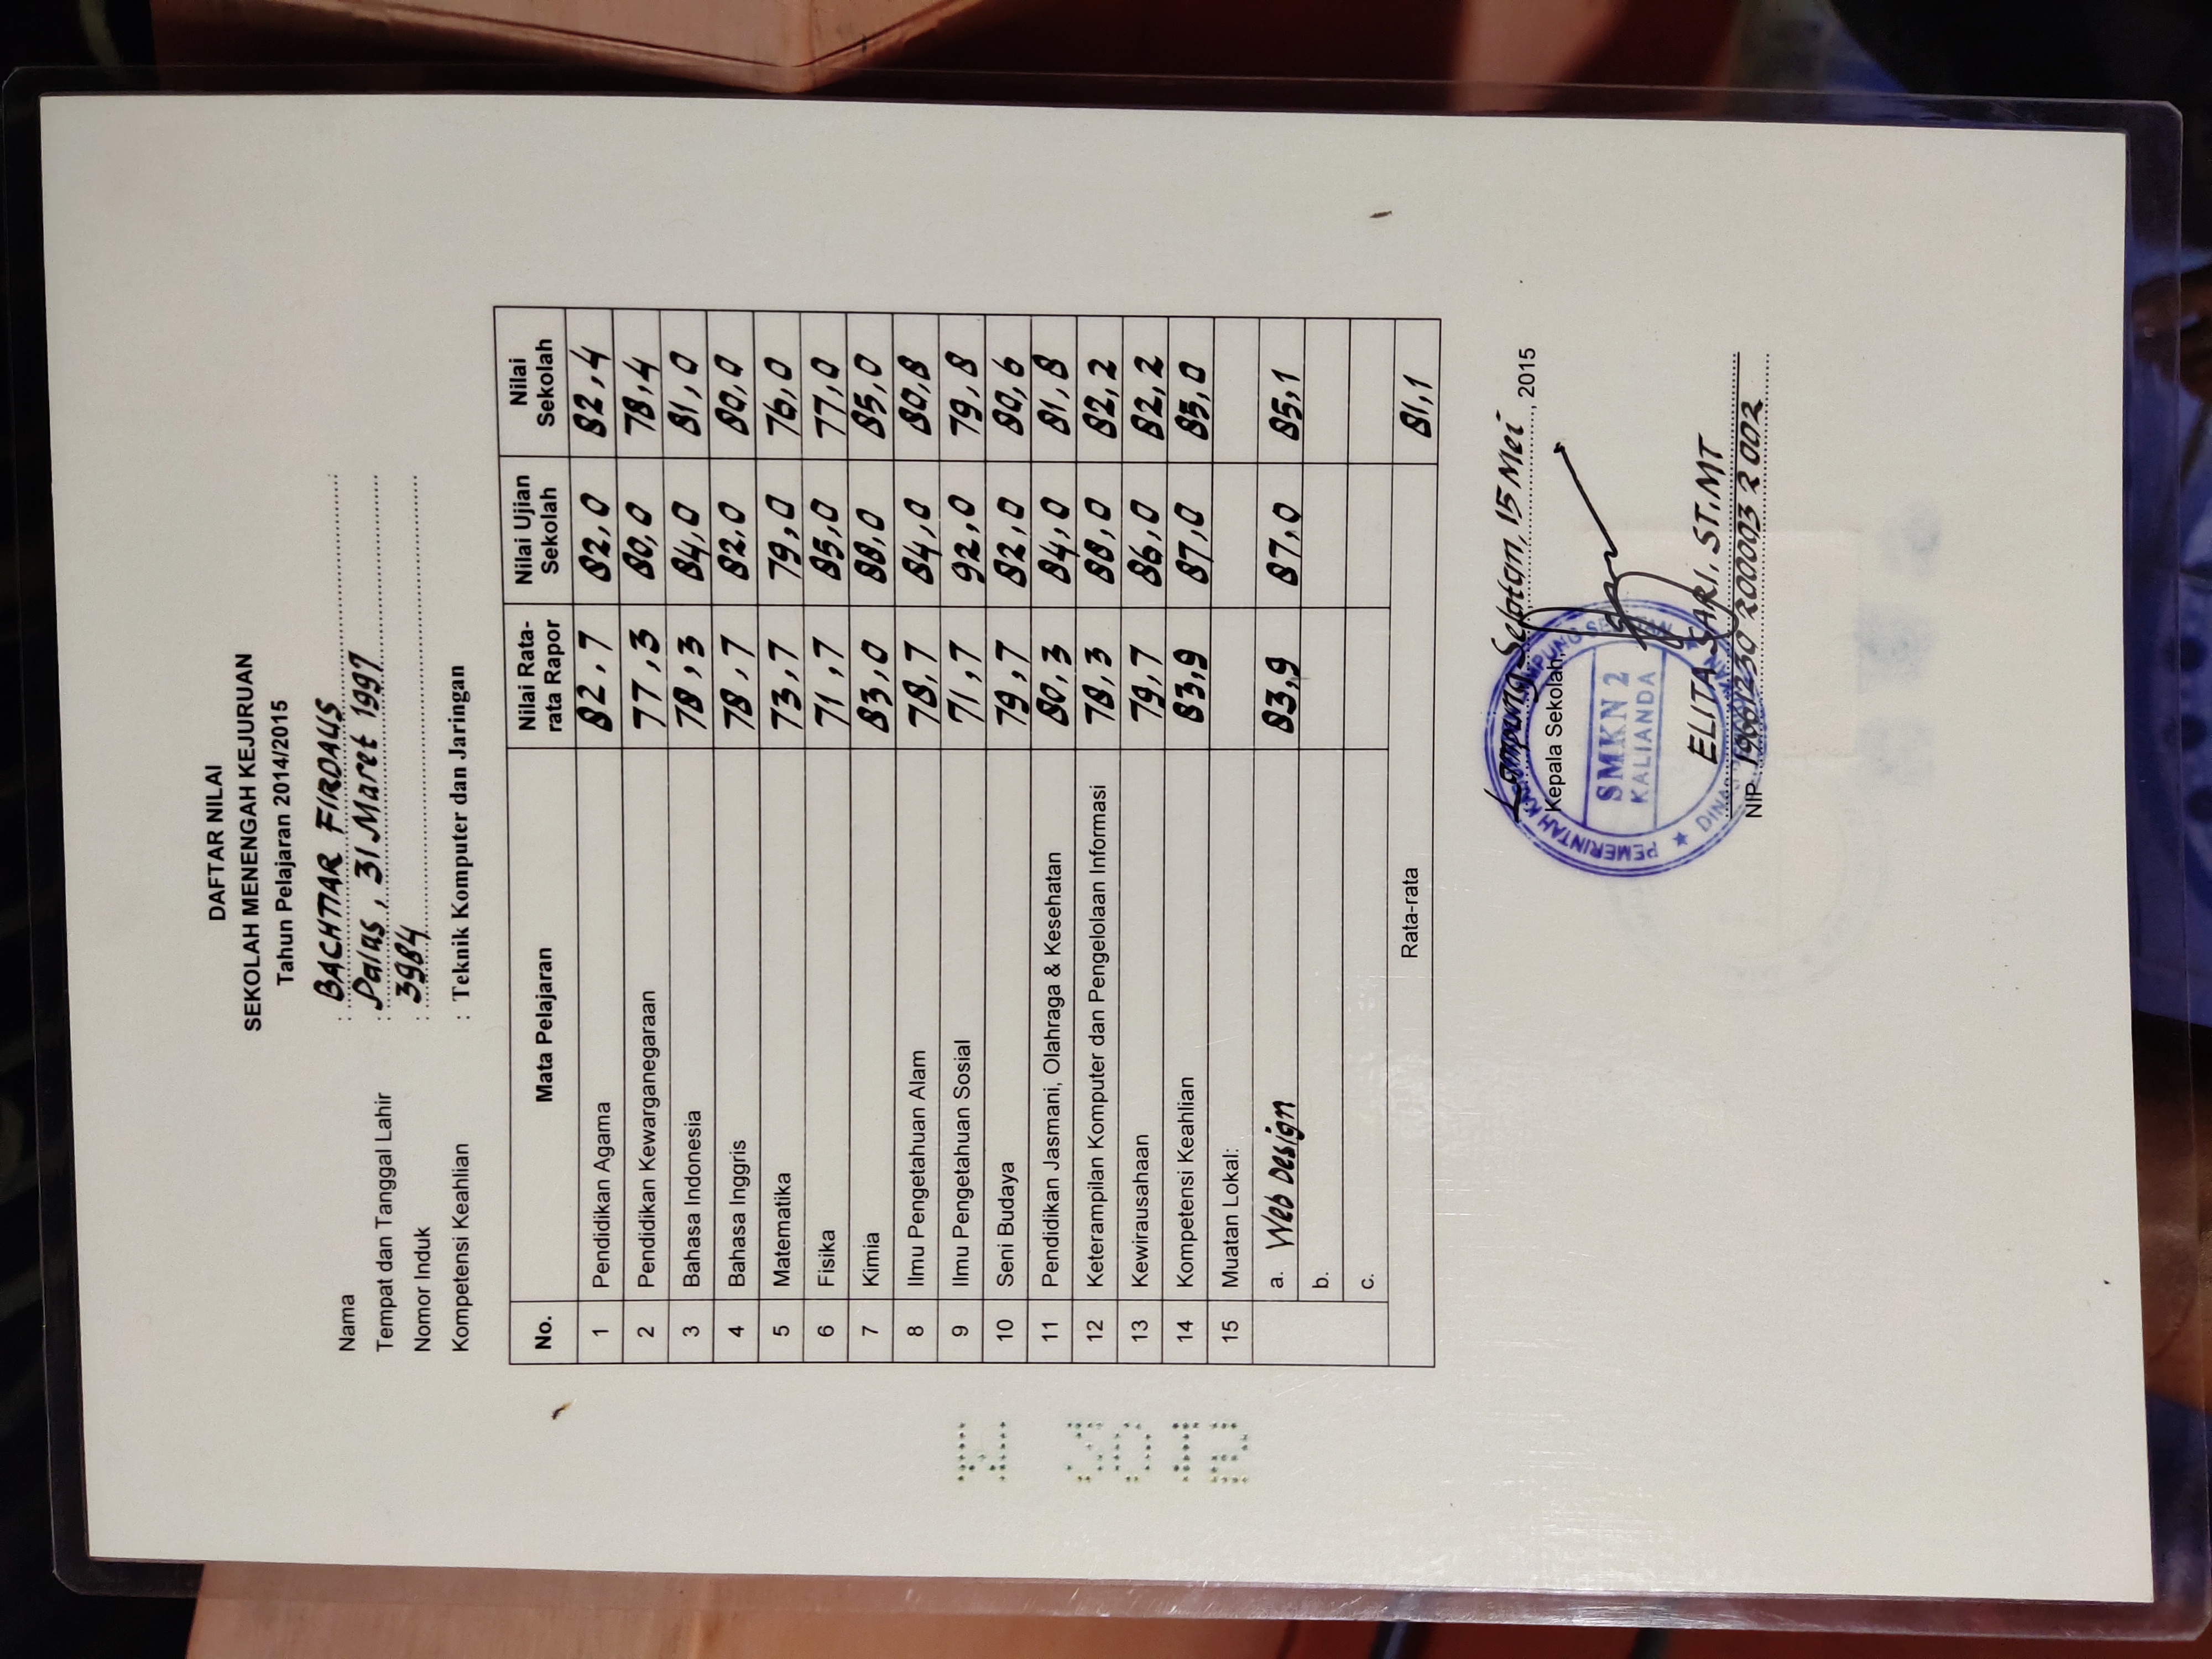 DAFTAR NILAI
SEKOLAH MENENGAH KEJURUAN
Tahun Pelajaran 2014/2015
Nama : BACHTIAR FIRDAUS
Tempat dan Tanggal Lahir : Palas, 31 Maret 1997
Nomor Induk : 3984
Kompetensi Keahlian : Teknik Komputer dan Jaringan
No. Mata Pelajaran Nilai Rata-rata Rapor Nilai Ujian Sekolah Nilai Sekolah
1 Pendidikan Agama 82,7 82,0 82,4
2 Pendidikan Kewarganegaraan 77,3 80,0 78,4
3 Bahasa Indonesia 78,3 84,0 81,0
4 Bahasa Inggris 78,7 82,0 80,0
5 Matematika 73,7 79,0 76,0
6 Fisika 71,7 85,0 77,0
7 Kimia 83,0 88,0 85,0
8 Ilmu Pengetahuan Alam 78,7 84,0 80,8
9 Ilmu Pengetahuan Sosial 71,7 92,0 79,8
10 Seni Budaya 79,7 82,0 80,6
11 Pendidikan Jasmani, Olahraga & Kesehatan 80,3 84,0 81,8
12 Keterampilan Komputer dan Pengelolaan Informasi 78,3 88,0 82,2
13 Kewirausahaan 79,7 86,0 82,2
14 Kompetensi Keahlian 83,9 87,0 85,0
15 Muatan Lokal:
a. Web Design 83,9 87,0 85,1
b.
c.
Rata-rata 81,1
Lampung Selatan, 15 Mei, 2015
Kepala Sekolah,
PEMERINTAH KABUPATEN LAMPUNG SELATAN
SMKN 2
KALIANDA
DINAS PENDIDIKAN
ELITA SARI, ST.MT
NIP 19661230 200003 2 002